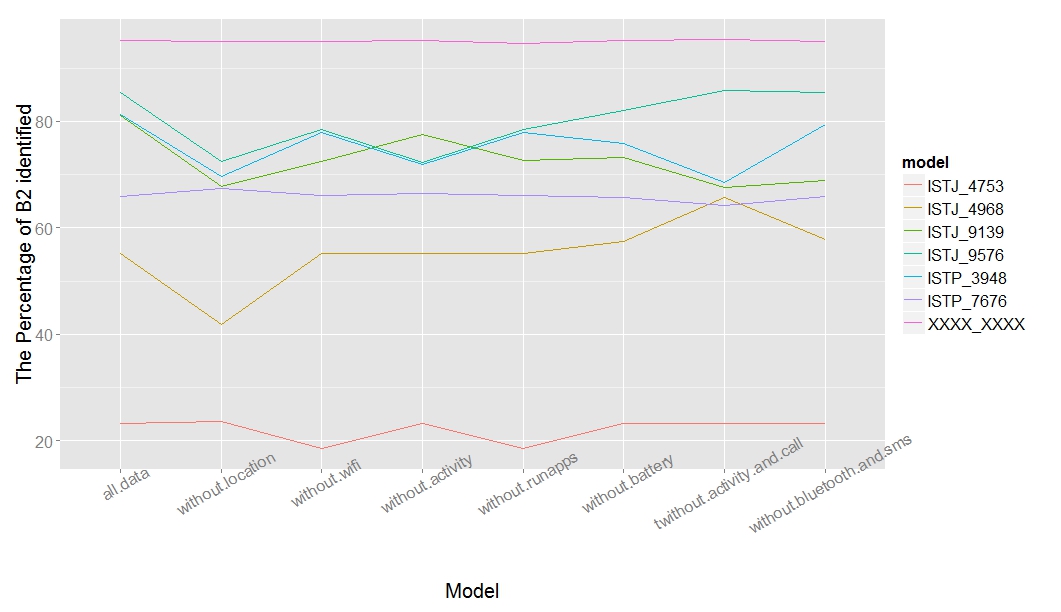 The Percentage of B2 identified
80
60
40
20
all.data
without.location
without.wifi
without.activity
without.runapps
without.battery
twithout.activity.and.call
without.bluetooth.and.sms
Model
model
ISTJ_4753
ISTJ_4968
ISTJ_9139
ISTJ_9576
ISTP_3948
ISTP_7676
XXXX_XXXX